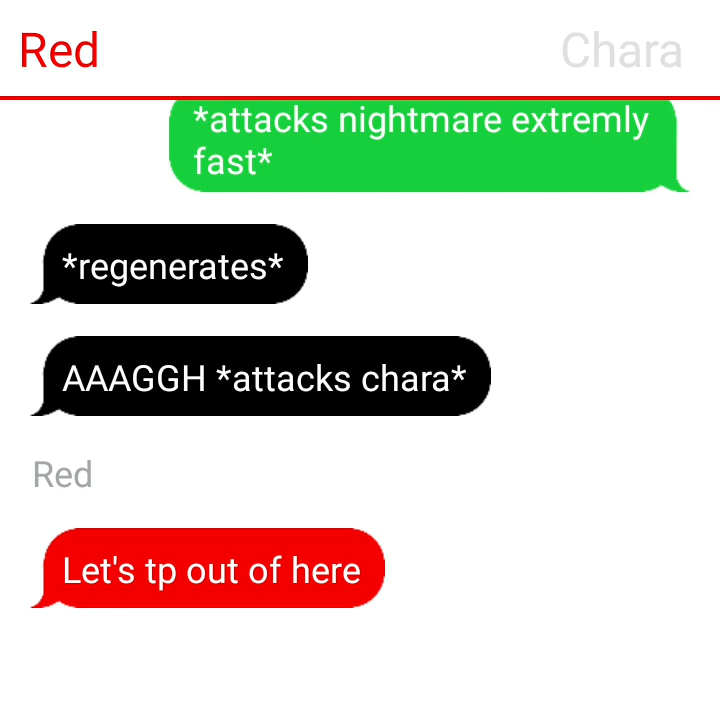 Red
Chara
*attacks nightmare extremly
fast*
*regenerates*
AAAGGH *attacks chara*
Red
Let's tp out of here